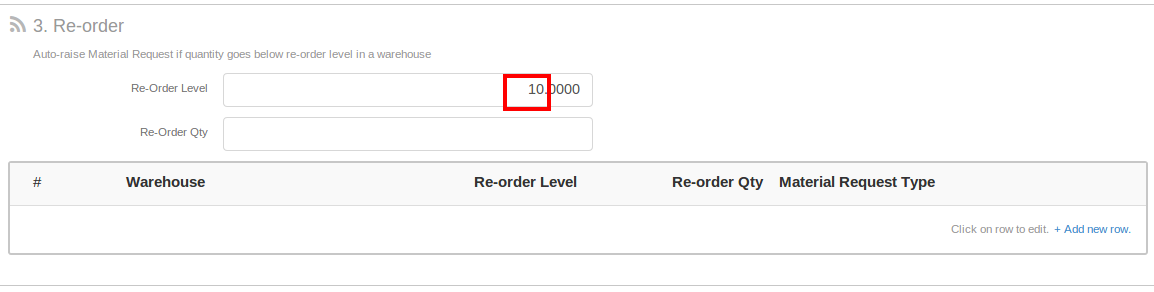 3. Re-order
Auto-raise Material Request if quantity goes below re-order level in a warehouse
Re-Order Level 10.0000
Re-Order Qty
# Warehouse Re-order Level Re-order Qty Material Request Type
Click on row to edit. + Add new row.